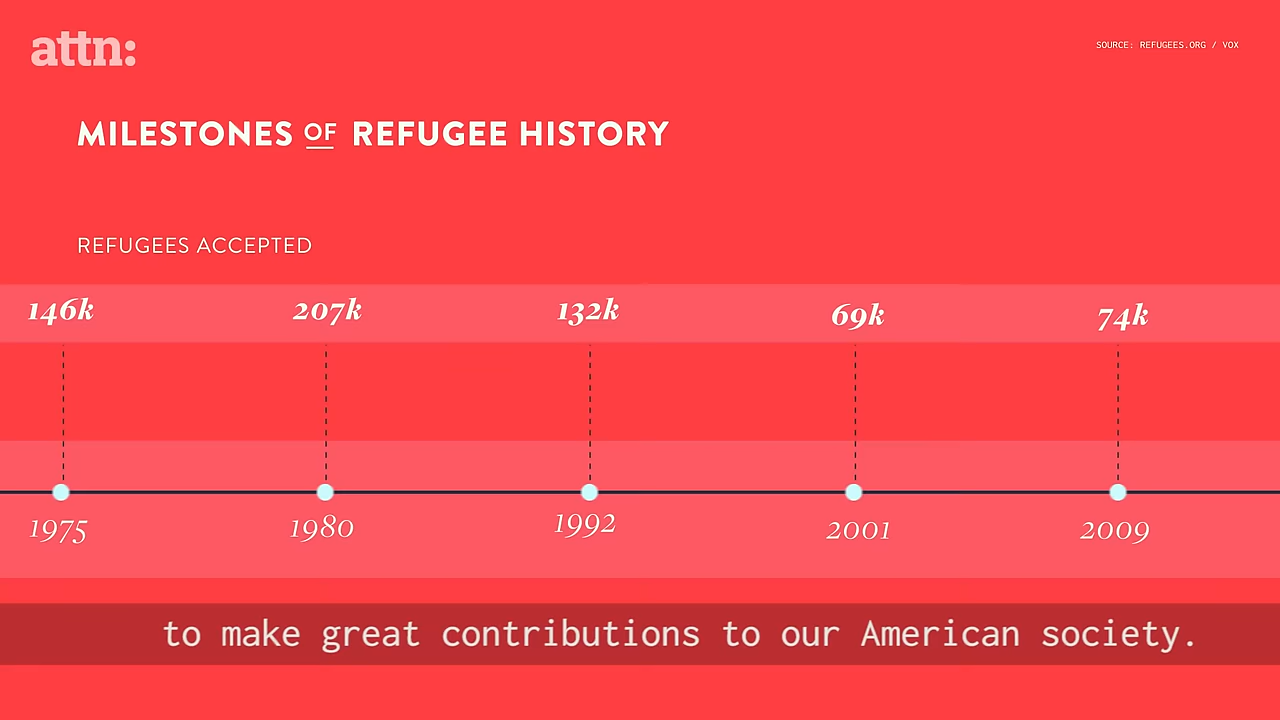 attn:
SOURCE: REFUGEES.ORG / VOX
MILESTONES OF REFUGEE HISTORY
REFUGEES ACCEPTED
146k 207k 132k 69k 74k
1975 1980 1992 2001 2009
to make great contributions to our American society.